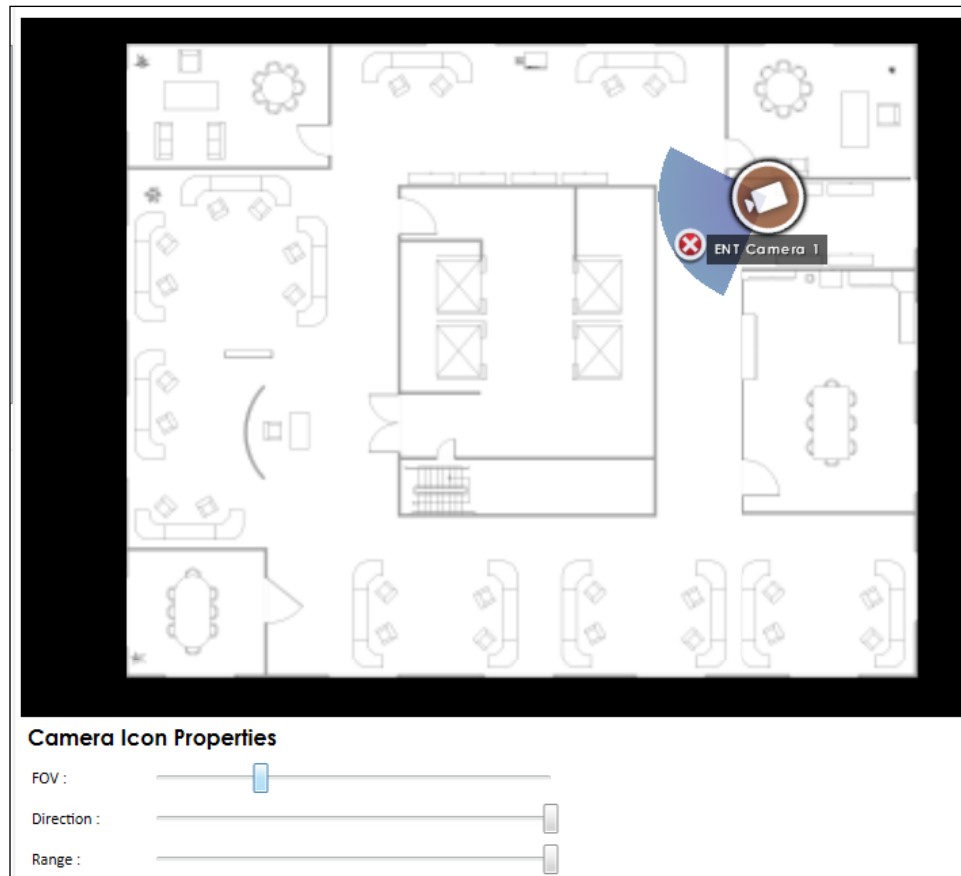 ENT Camera 1
Camera Icon Properties
FOV :
Direction :
Range :